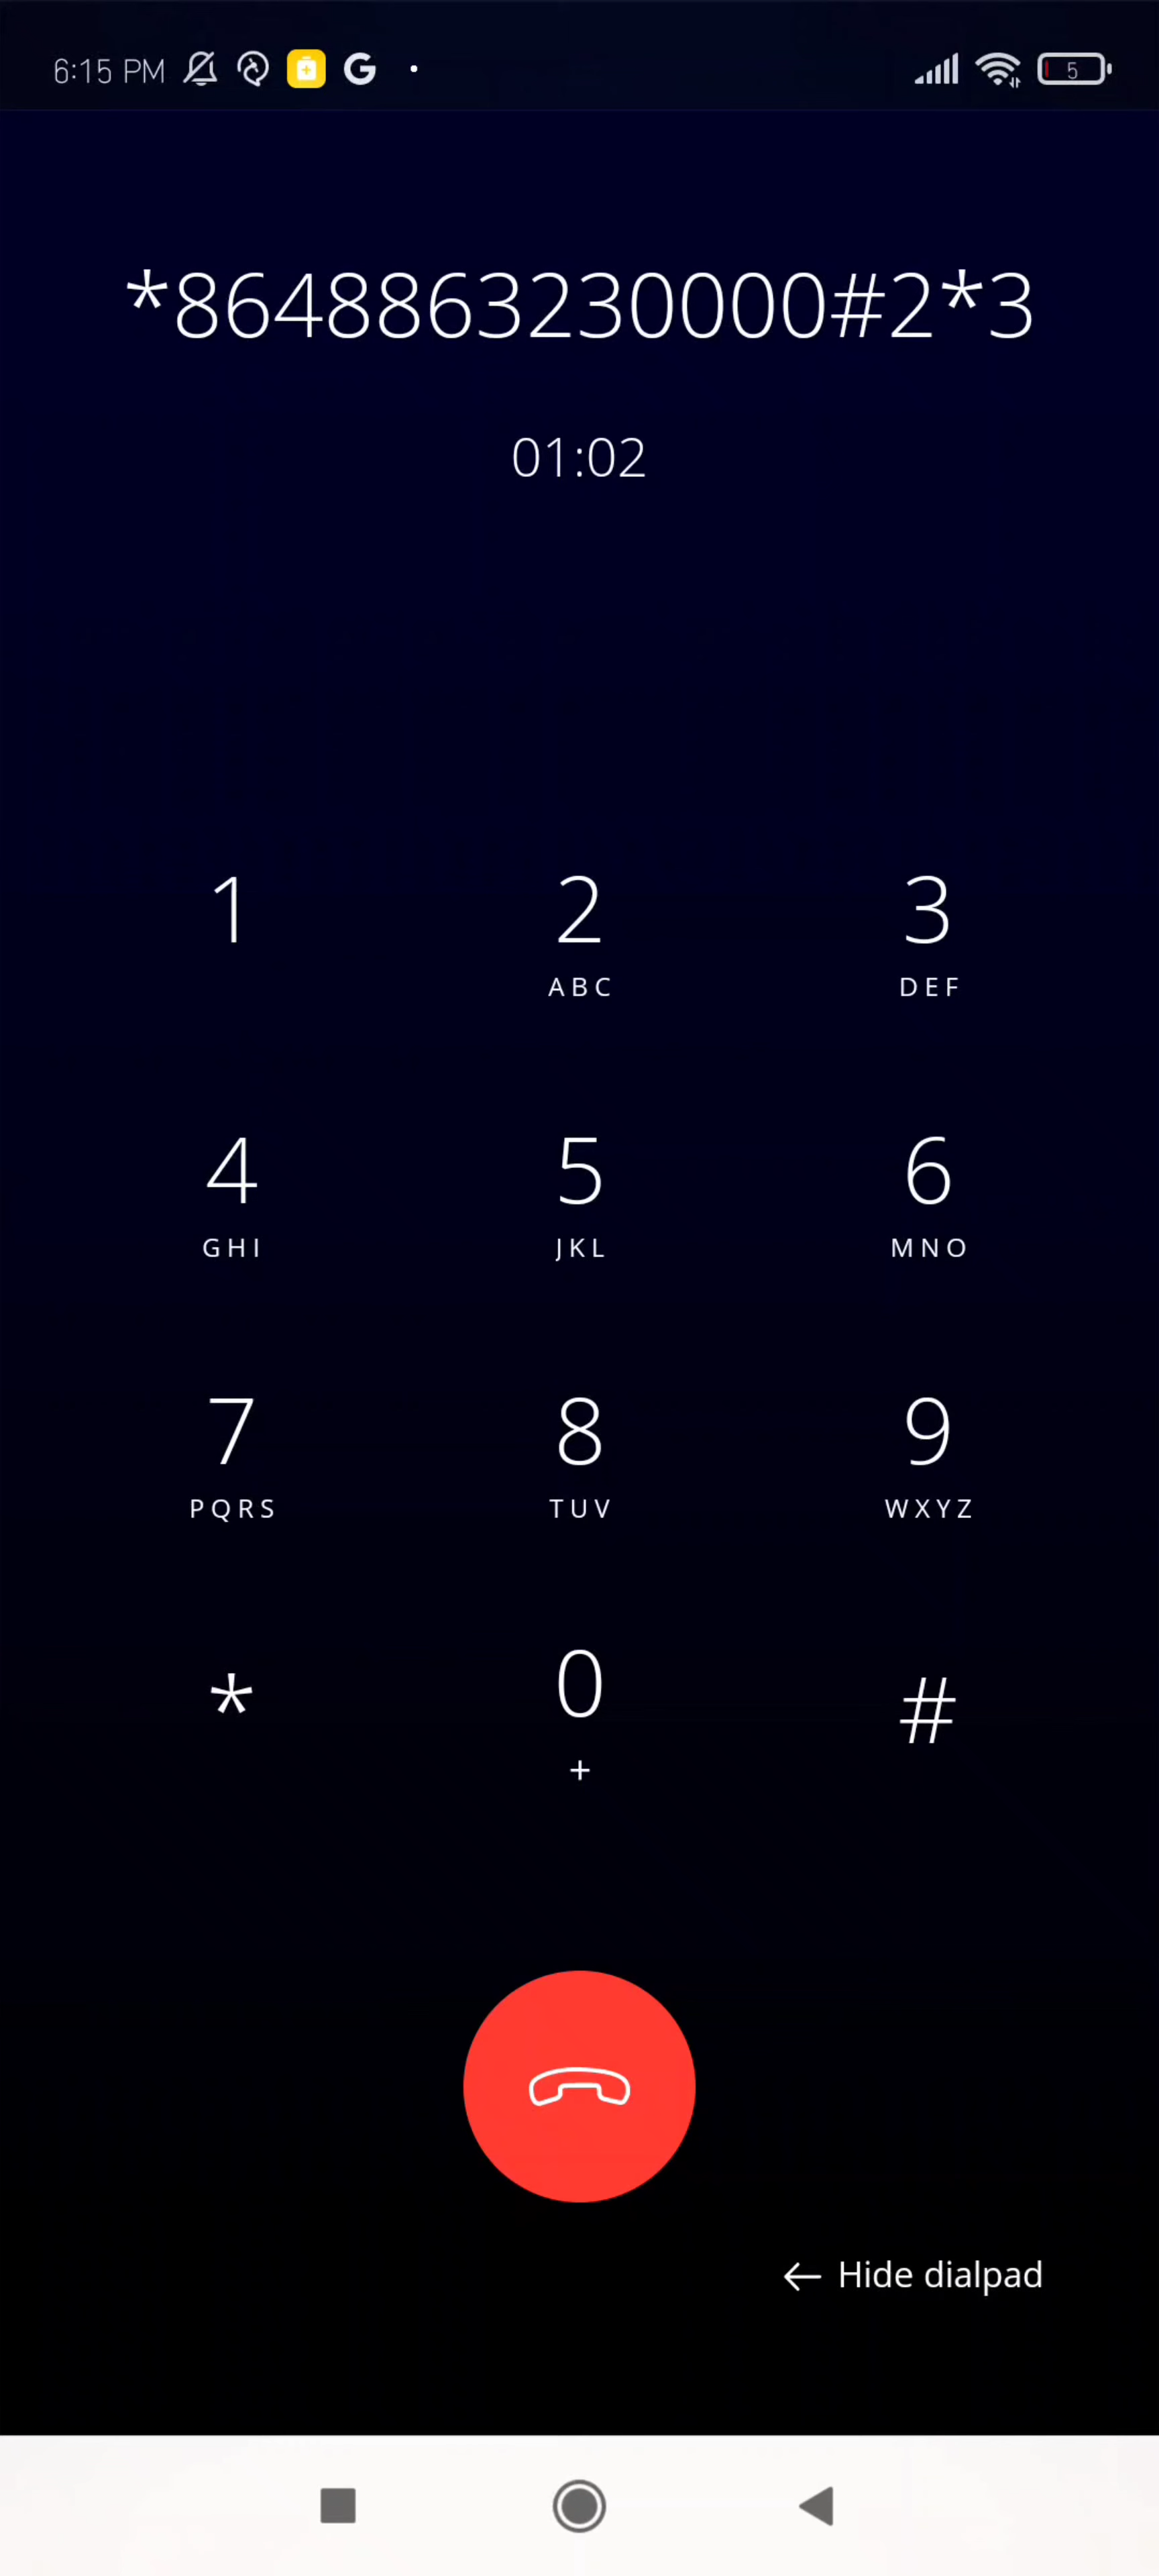 6:15 PM G 5
*8648863230000#2*3
01:02
1 2 3
ABC DEF
4 5 6
GHI JKL MNO
7 8 9
PQRS TUV WXYZ
* 0 #
+
← Hide dialpad